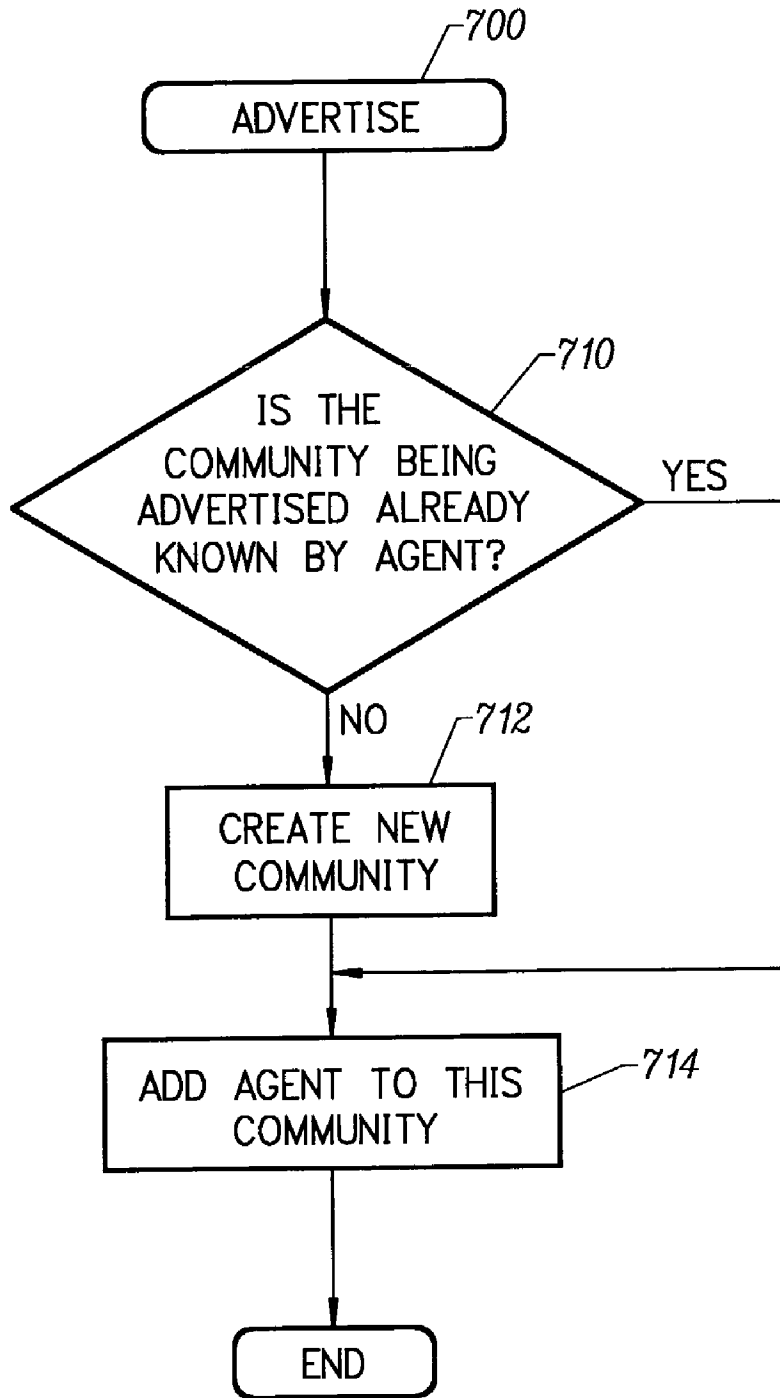 700
ADVERTISE
710
IS THE
COMMUNITY BEING
ADVERTISED ALREADY
KNOWN BY AGENT?
YES
NO
712
CREATE NEW
COMMUNITY
714
ADD AGENT TO THIS
COMMUNITY
END